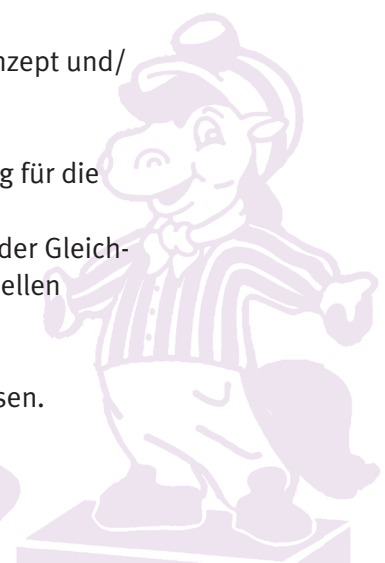 nzept und/
g für die
der Gleich-
ellen
sen.